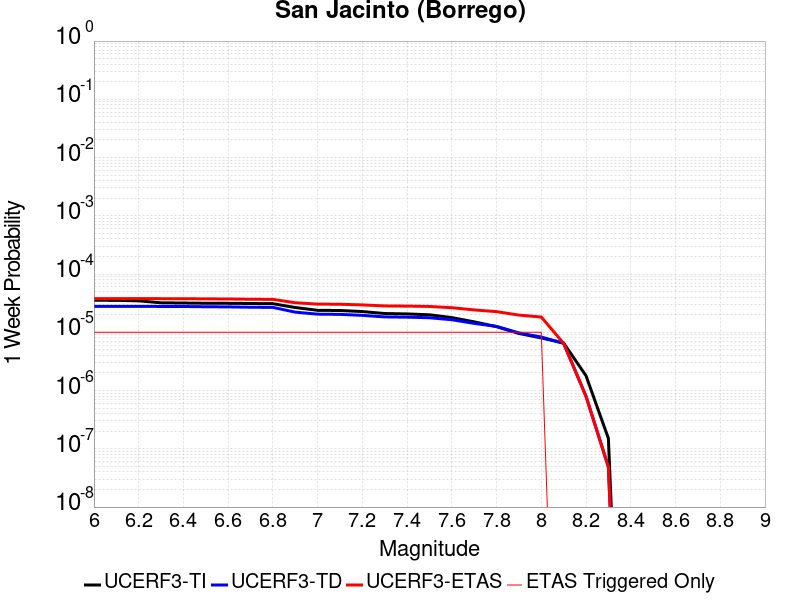 San Jacinto (Borrego)
10^0
10^-1
10^-2
10^-3
10^-4
10^-5
10^-6
10^-7
10^-8
1 Week Probability
6 6.2 6.4 6.6 6.8 7 7.2 7.4 7.6 7.8 8 8.2 8.4 8.6 8.8 9
Magnitude
UCERF3-TI UCERF3-TD UCERF3-ETAS ETAS Triggered Only